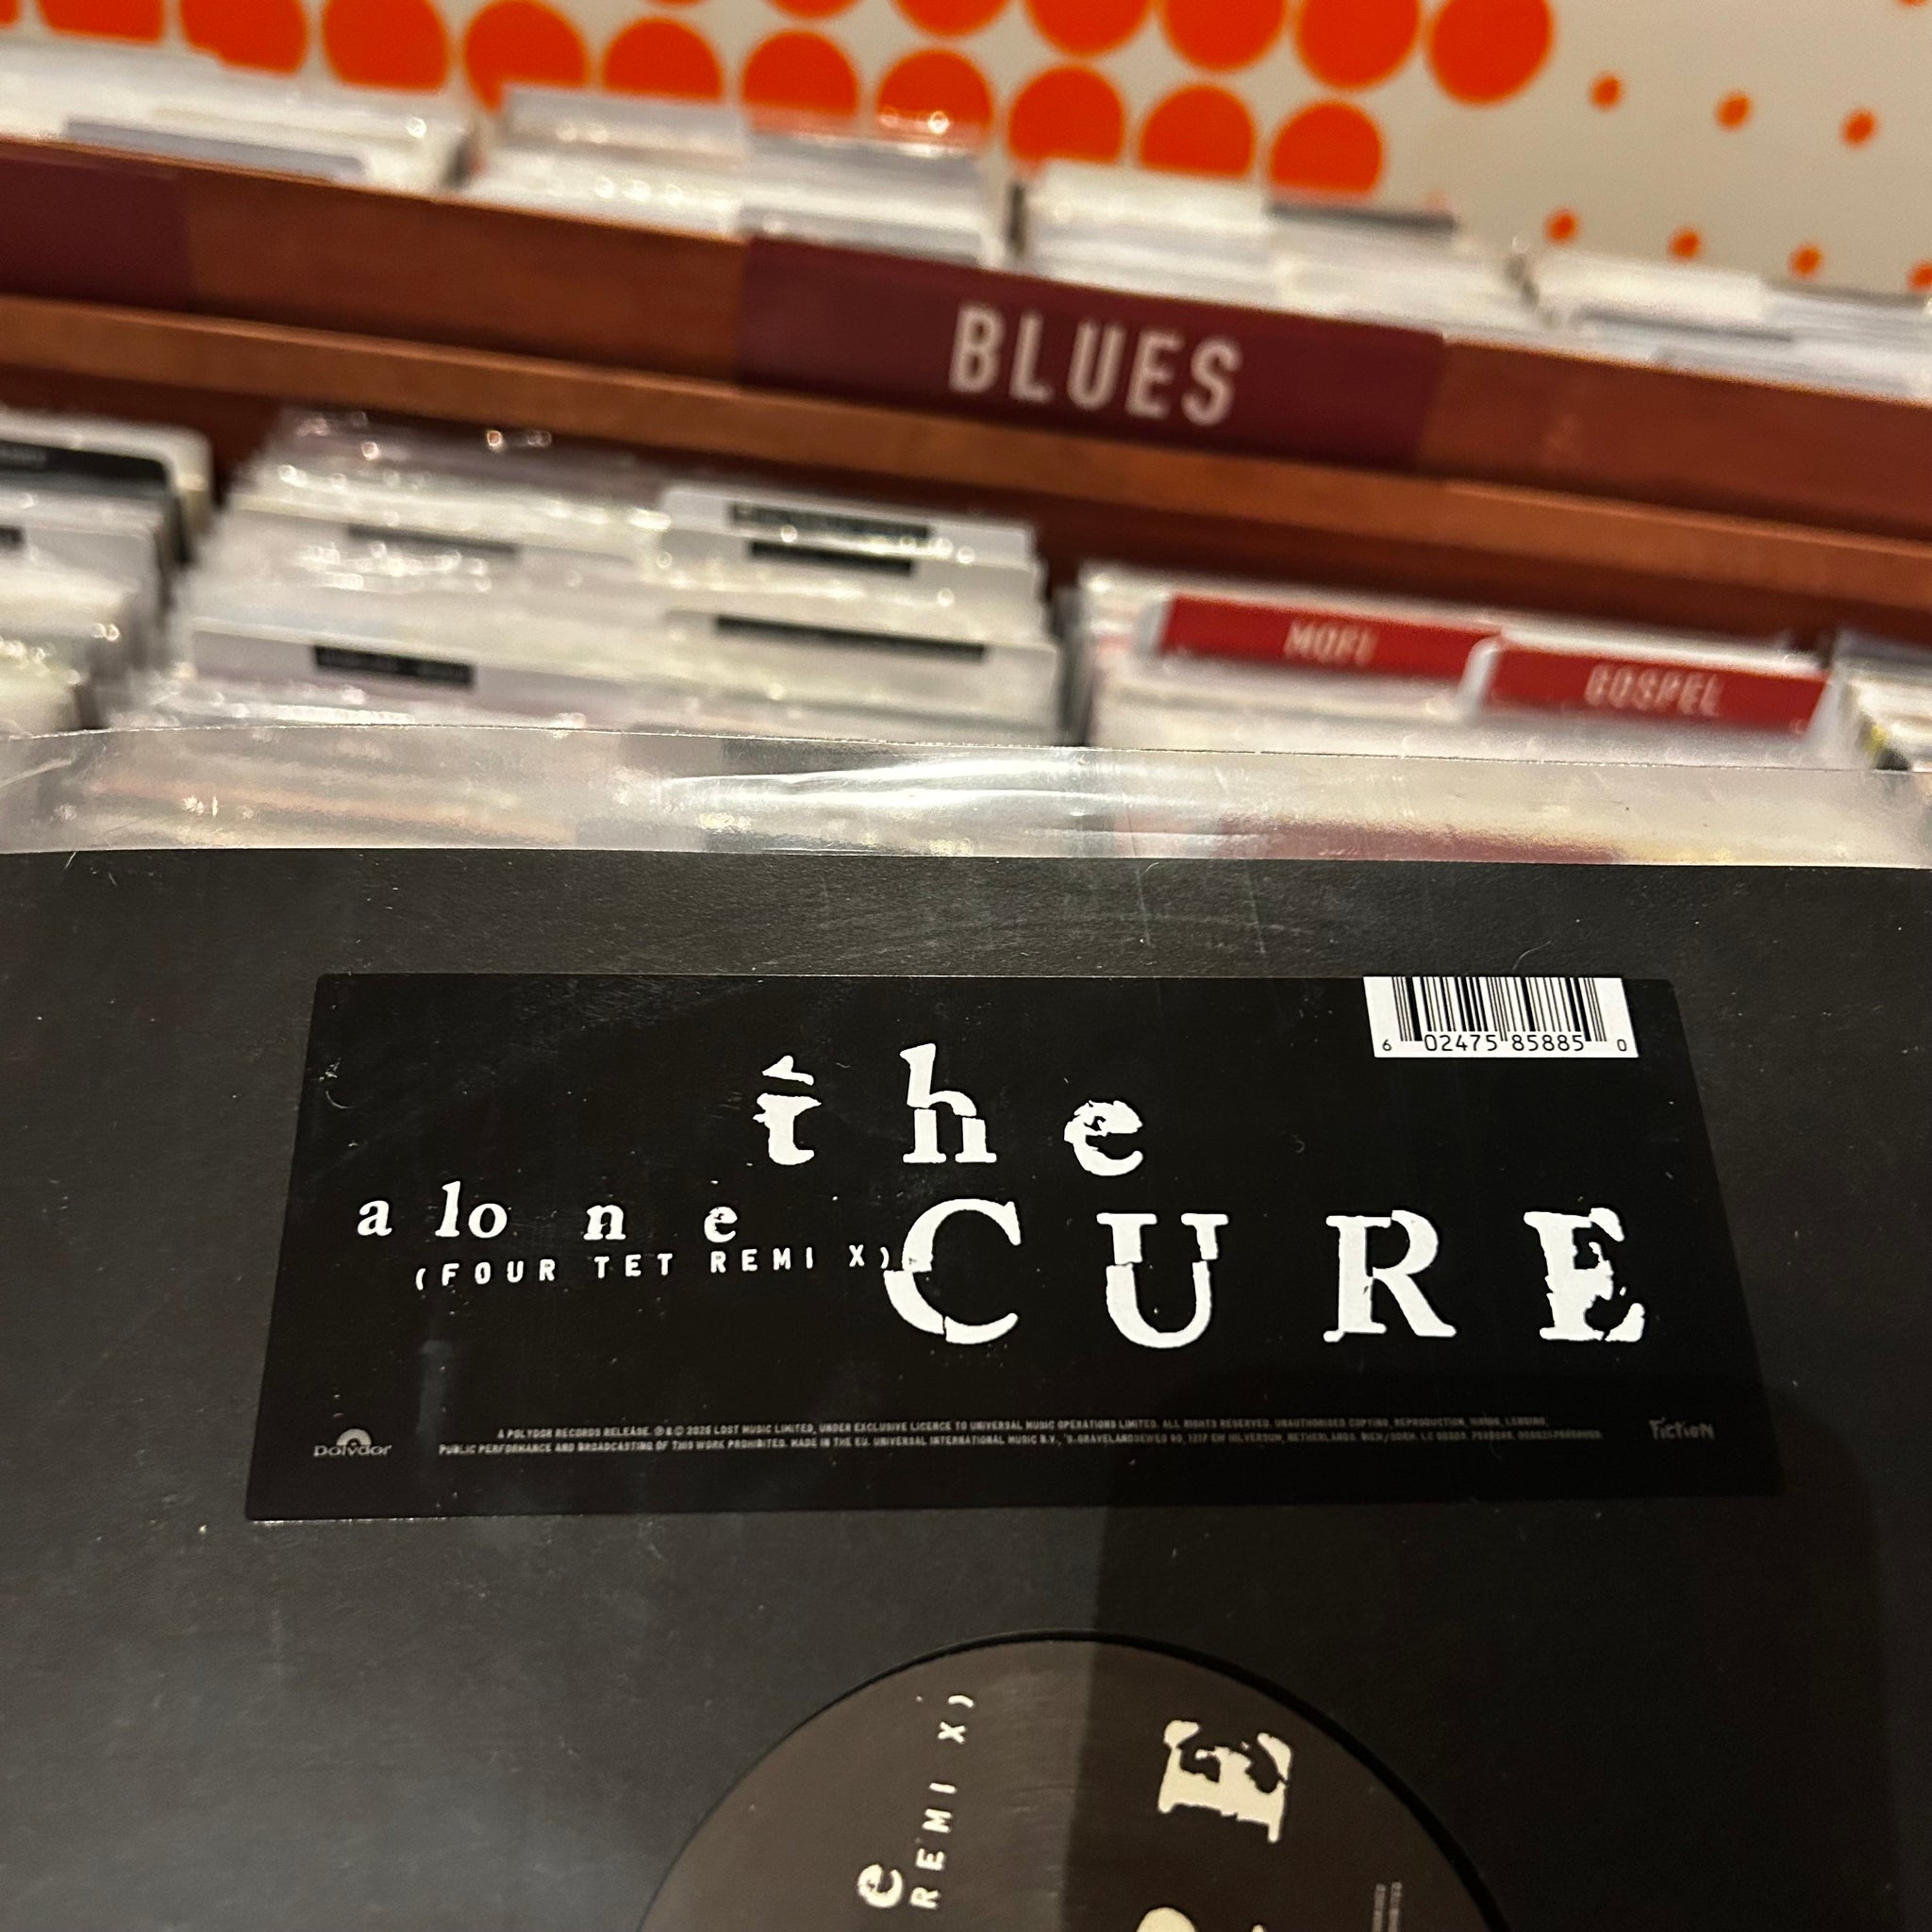 BLUES
MOFI
GOSPEL
6 02475 85885 0
the
alone
CURE
(FOUR TET REMIX)
Polydor
A POLYDOR RECORDS RELEASE. ℗ & © 2025 LOST MUSIC LIMITED, UNDER EXCLUSIVE LICENCE TO UNIVERSAL MUSIC OPERATIONS LIMITED. ALL RIGHTS RESERVED. UNAUTHORISED COPYING, REPRODUCTION, HIRING, LENDING,
PUBLIC PERFORMANCE AND BROADCASTING OF THIS WORK PROHIBITED. MADE IN THE EU. UNIVERSAL INTERNATIONAL MUSIC B.V., 'S-GRAVELANDSEWEG 80, 1217 EW HILVERSUM, NETHERLANDS.
Fiction
e
REMIX)
E